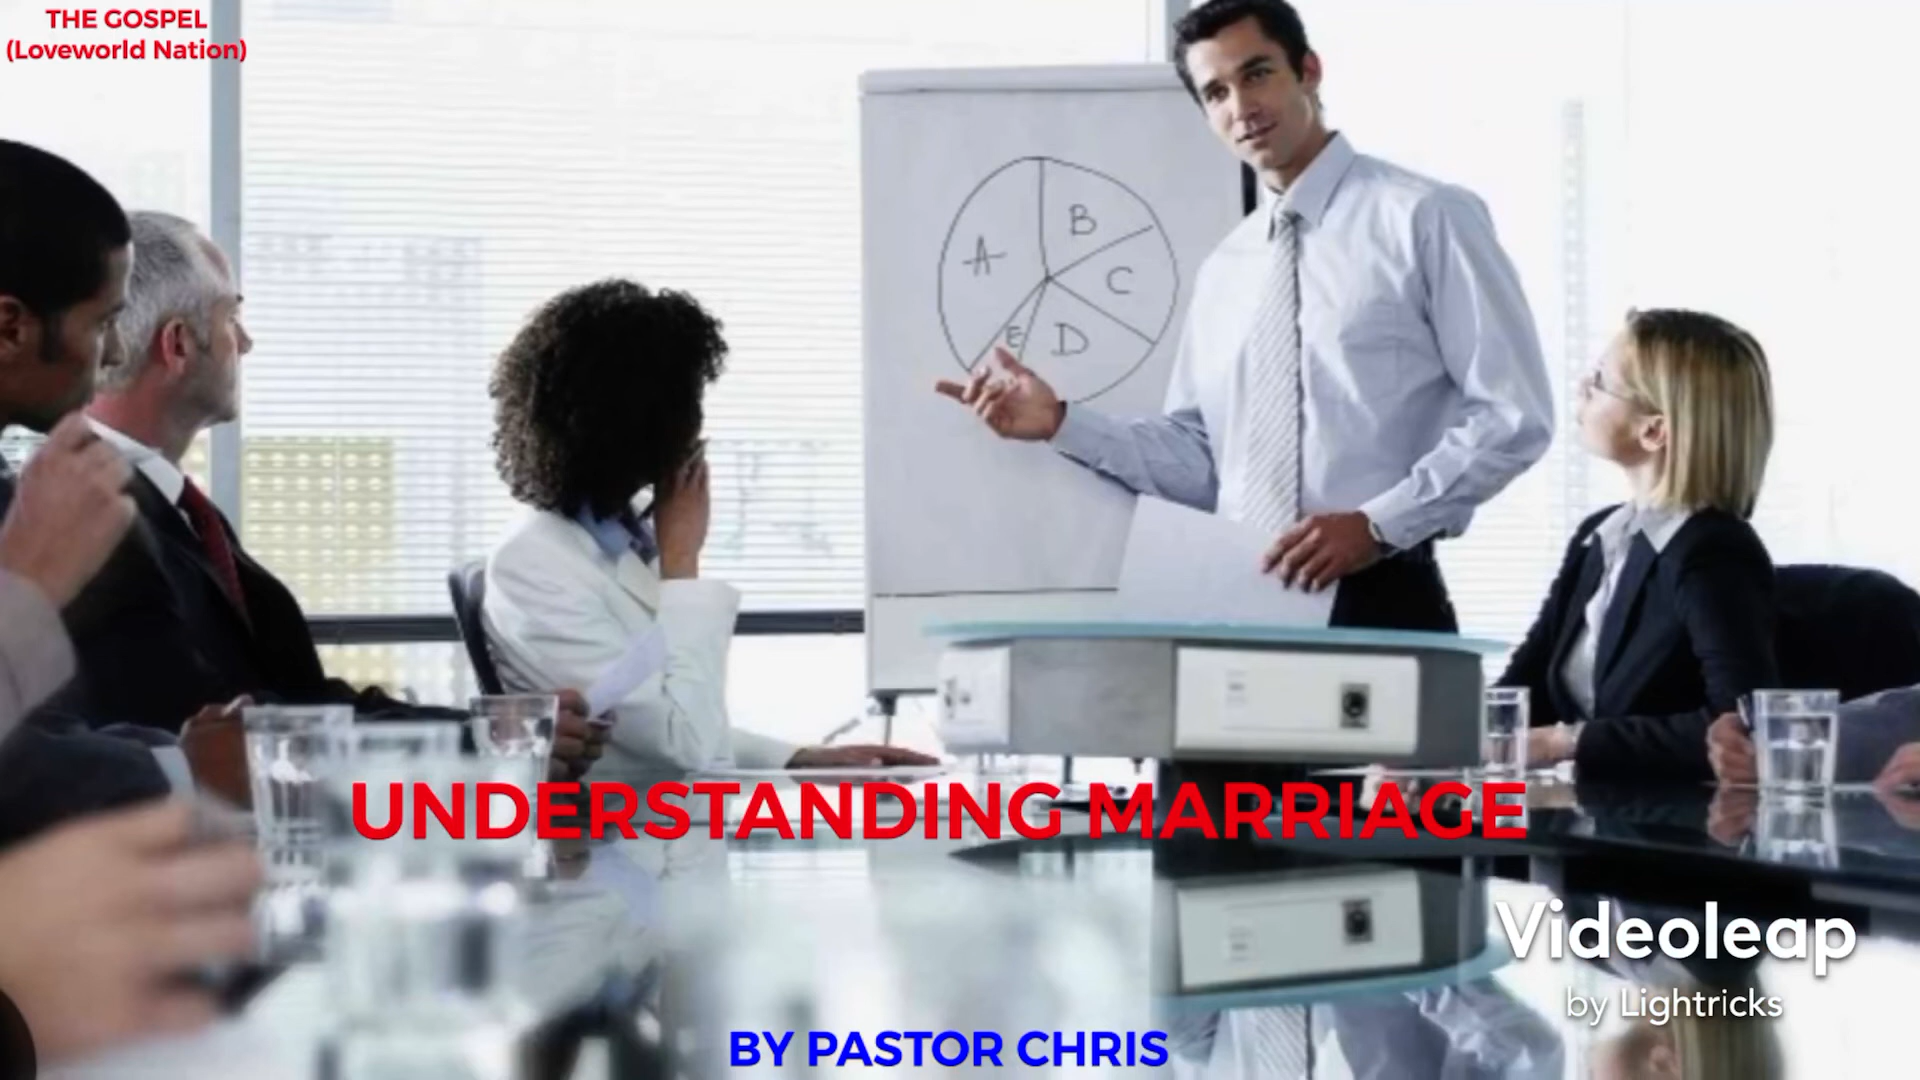 THE GOSPEL
(Loveworld Nation)
A
B
C
D
E
UNDERSTANDING MARRIAGE
Videoleap
by Lightricks
BY PASTOR CHRIS